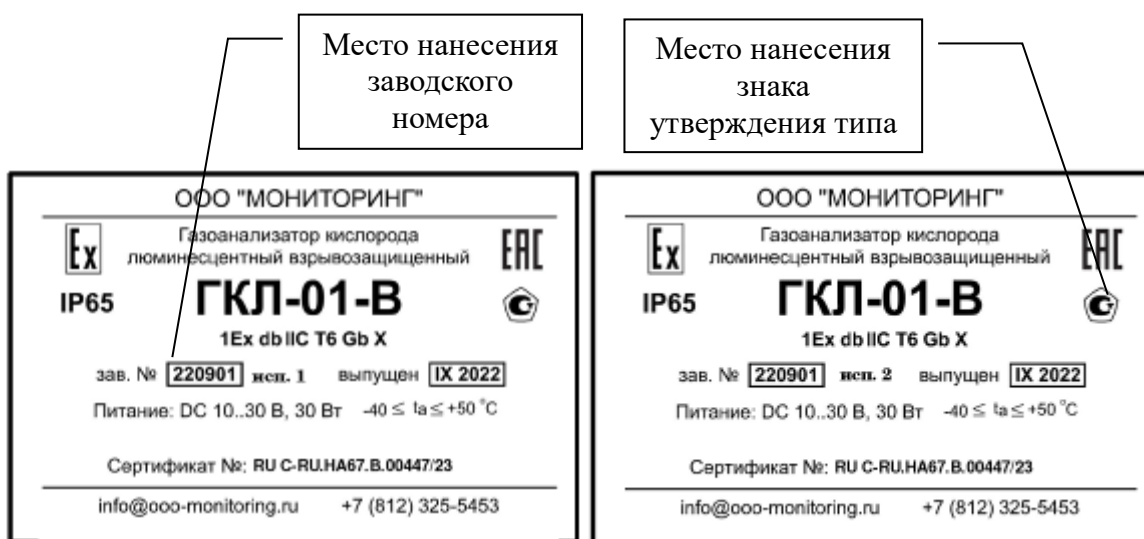 Место нанесения
заводского
номера
Место нанесения
знака
утверждения типа
ООО "МОНИТОРИНГ"
Ex
Газоанализатор кислорода
люминесцентный взрывозащищенный
EAC
IP65
ГКЛ-01-В
1Ex db IIC T6 Gb X
зав. № 220901 исп. 1 выпущен IX 2022
Питание: DC 10..30 В, 30 Вт -40 ≤ ta ≤ +50 °C
Сертификат №: RU C-RU.HA67.B.00447/23
info@ooo-monitoring.ru +7 (812) 325-5453
ООО "МОНИТОРИНГ"
Ex
Газоанализатор кислорода
люминесцентный взрывозащищенный
EAC
IP65
ГКЛ-01-В
1Ex db IIC T6 Gb X
зав. № 220901 исп. 2 выпущен IX 2022
Питание: DC 10..30 В, 30 Вт -40 ≤ ta ≤ +50 °C
Сертификат №: RU C-RU.HA67.B.00447/23
info@ooo-monitoring.ru +7 (812) 325-5453